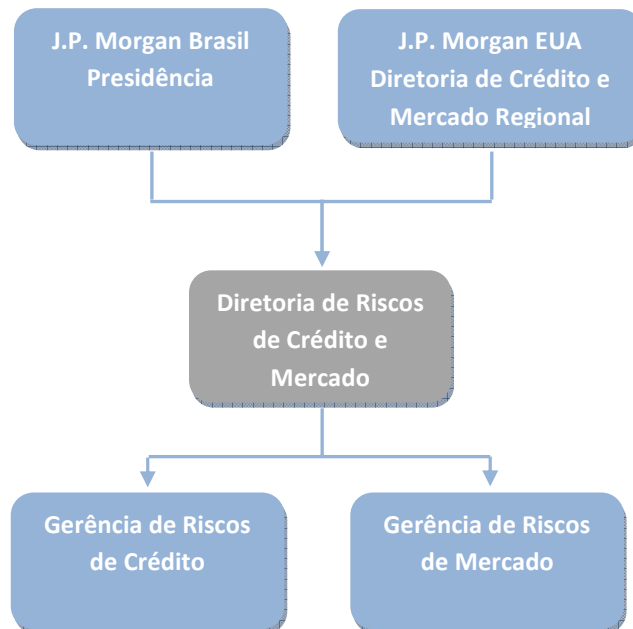 J.P. Morgan Brasil
Presidência
J.P. Morgan EUA
Diretoria de Crédito e
Mercado Regional
Diretoria de Riscos
de Crédito e
Mercado
Gerência de Riscos
de Crédito
Gerência de Riscos
de Mercado